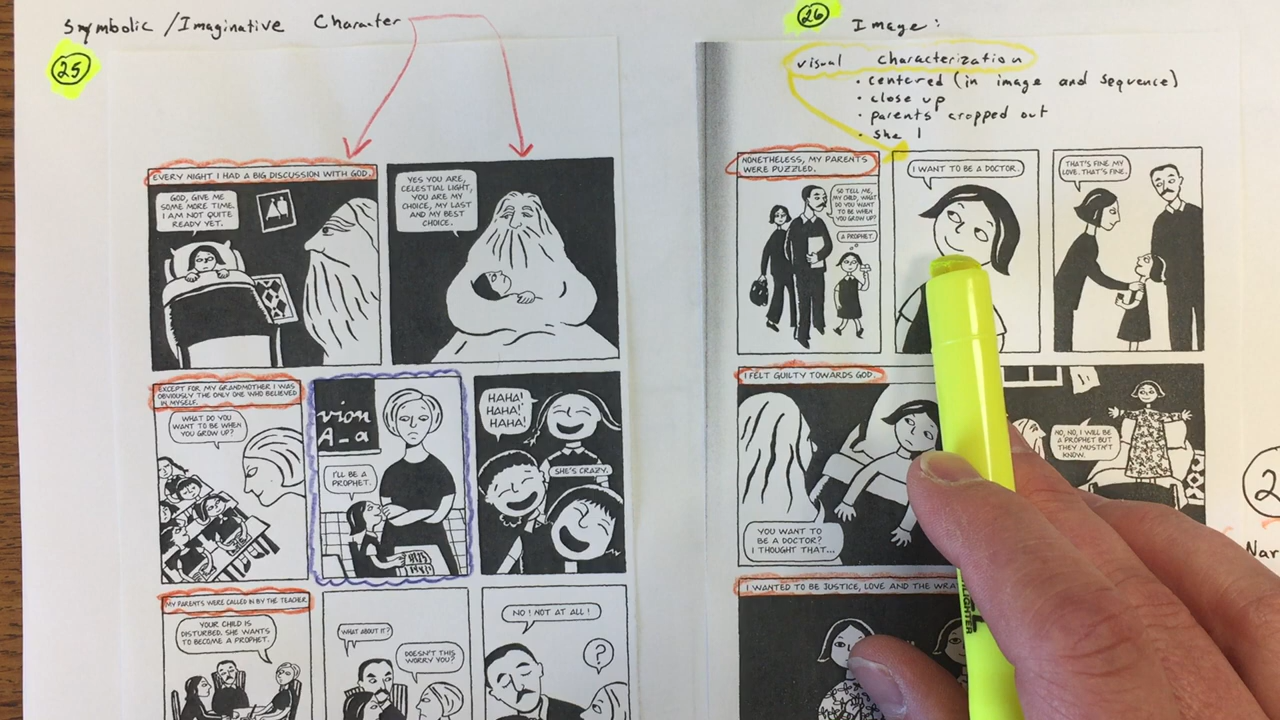 Symbolic/Imaginative Character
25
EVERY NIGHT I HAD A BIG DISCUSSION WITH GOD.
GOD, GIVE ME
SOME MORE TIME.
I AM NOT QUITE
READY YET.
YES YOU ARE,
CELESTIAL LIGHT,
YOU ARE MY
CHOICE, MY LAST
AND MY BEST
CHOICE.
EXCEPT FOR MY GRANDMOTHER I WAS
OBVIOUSLY THE ONLY ONE WHO BELIEVED
IN MYSELF.
WHAT DO YOU
WANT TO BE WHEN
YOU GROW UP?
vion
A-a
I'LL BE A
PROPHET.
HAHA!
HAHA!
HAHA!
SHE'S CRAZY.
MY PARENTS WERE CALLED IN BY THE TEACHER.
YOUR CHILD IS
DISTURBED. SHE WANTS
TO BECOME A PROPHET.
WHAT ABOUT IT?
DOESN'T THIS
WORRY YOU?
NO! NOT AT ALL!
?
26
Image:
visual characterization
• centered (in image and sequence)
• close up
• parents cropped out
• she
NONETHELESS, MY PARENTS
WERE PUZZLED.
SO TELL ME,
MY CHILD, WHAT
DO YOU WANT
TO BE WHEN
YOU GROW UP?
A PROPHET.
I WANT TO BE A DOCTOR.
THAT'S FINE MY
LOVE. THAT'S FINE.
I FELT GUILTY TOWARDS GOD.
YOU WANT TO
BE A DOCTOR?
I THOUGHT THAT...
NO, NO, I WILL BE
A PROPHET BUT
THEY MUSTN'T
KNOW.
I WANTED TO BE JUSTICE, LOVE AND THE WRA
2
Nar